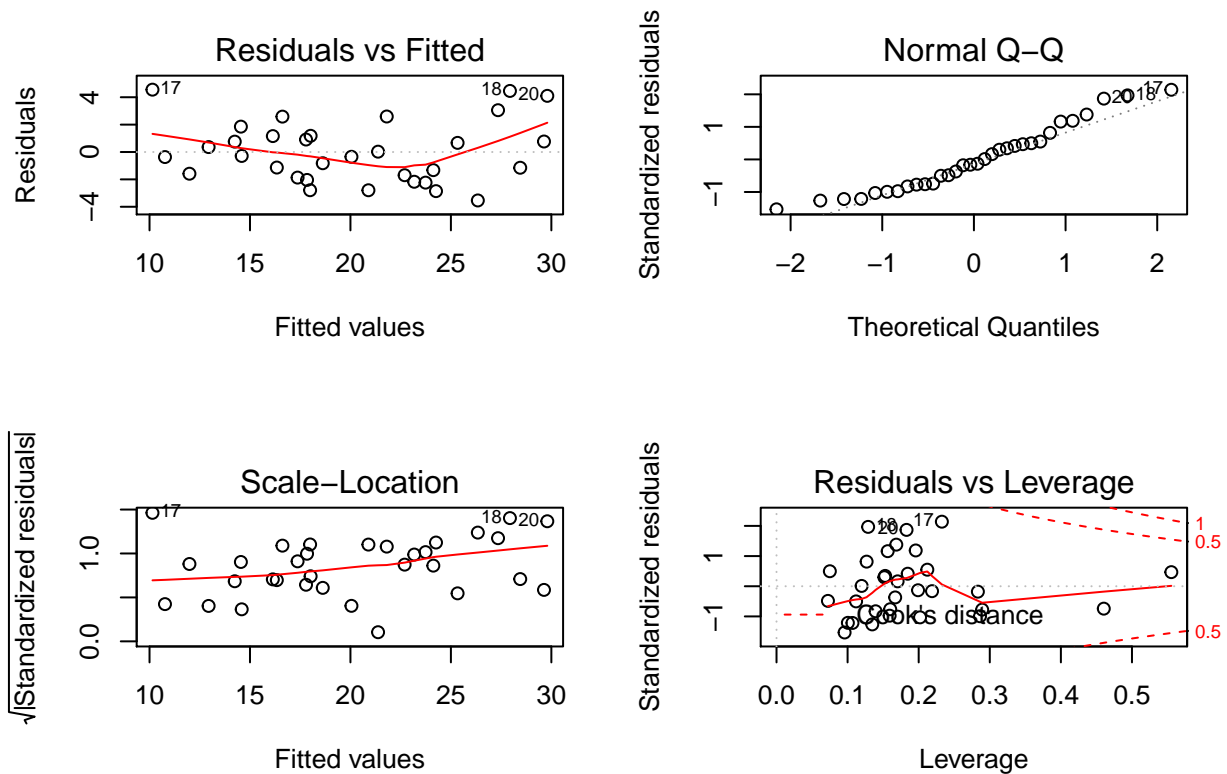 Residuals vs Fitted
Residuals
4
0
−4
17
18
20
10 15 20 25 30
Fitted values
Normal Q−Q
Standardized residuals
1
−1
17
18
20
−2 −1 0 1 2
Theoretical Quantiles
Scale−Location
√|Standardized residuals|
1.0
0.0
17
18
20
10 15 20 25 30
Fitted values
Residuals vs Leverage
Standardized residuals
1
−1
17
18
20
1
0.5
0.5
Cook's distance
0.0 0.1 0.2 0.3 0.4 0.5
Leverage